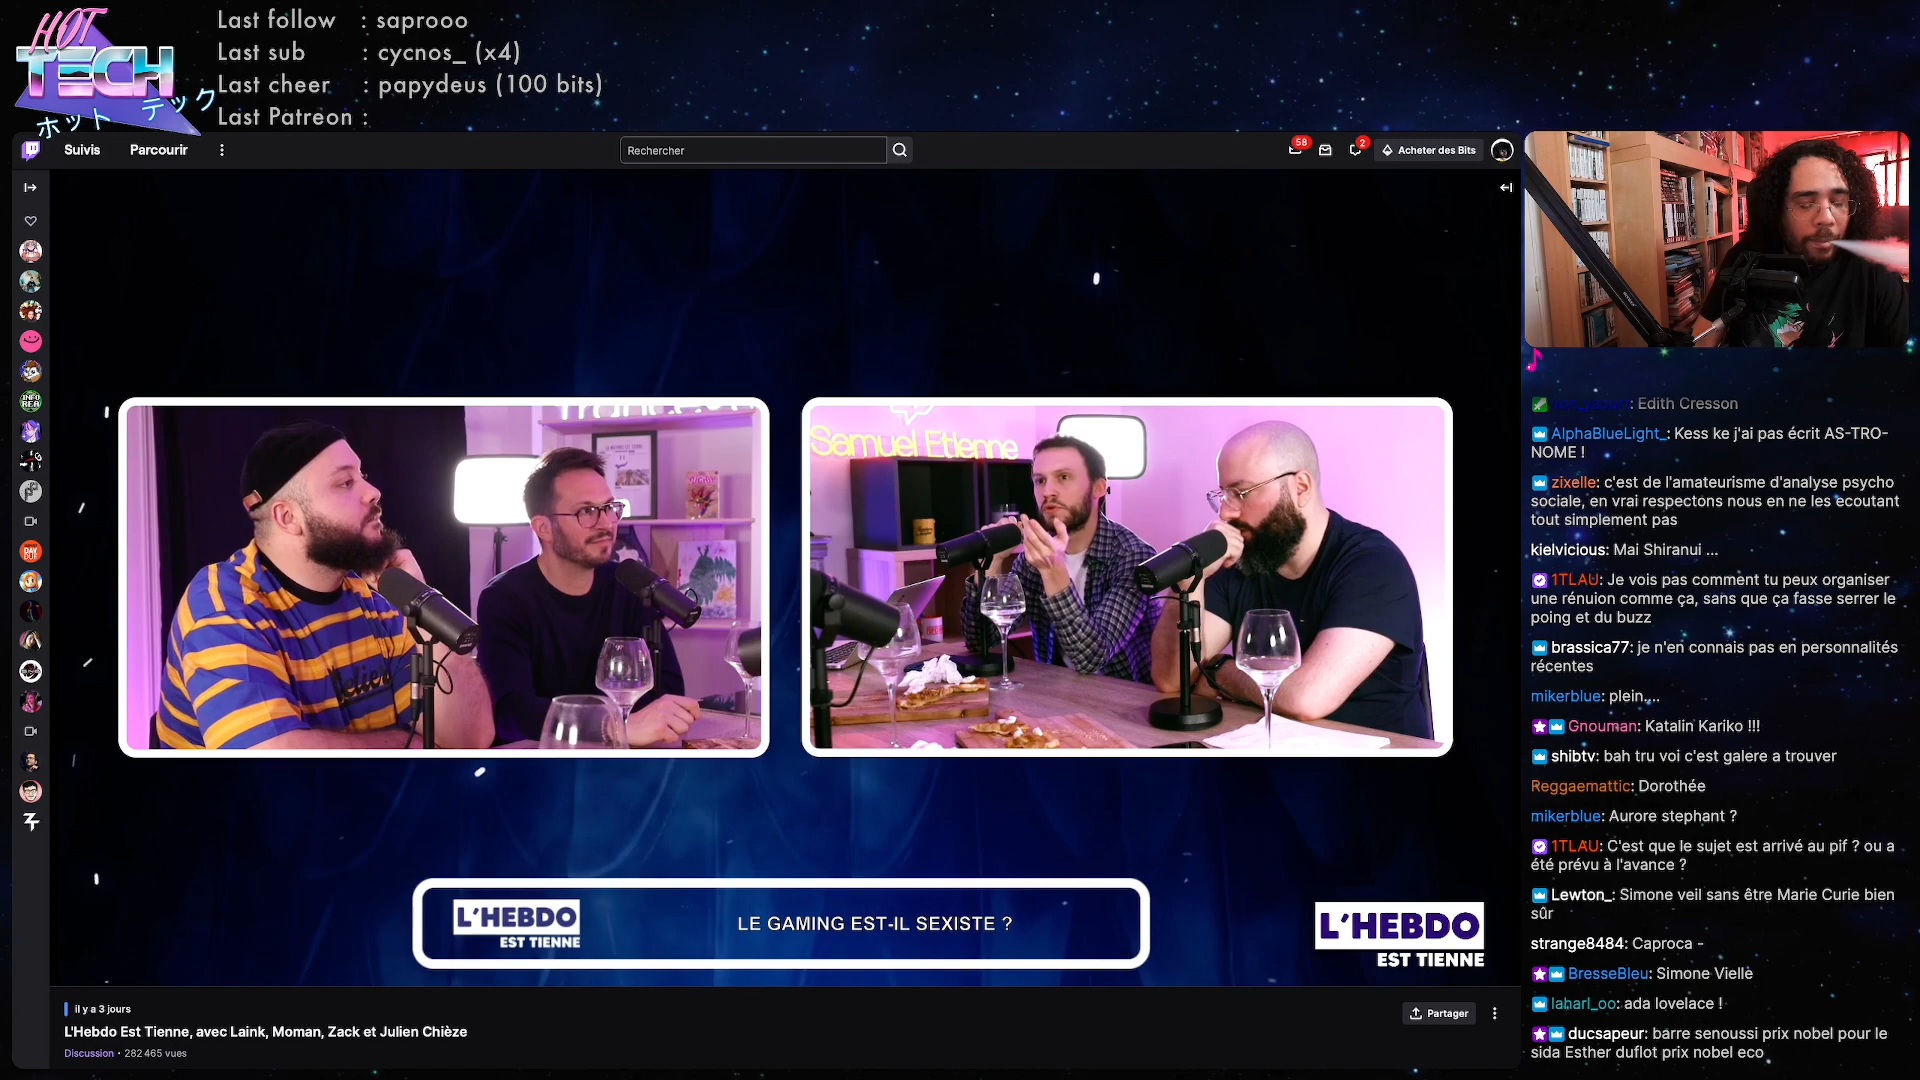 HOT
TECH
ホット テック
Last follow : saprooo
Last sub : cycnos_ (x4)
Last cheer : papydeus (100 bits)
Last Patreon :
Suivis
Parcourir
Rechercher
58
2
Acheter des Bits
Samuel Etienne
L'HEBDO
EST TIENNE
LE GAMING EST-IL SEXISTE ?
L'HEBDO
EST TIENNE
il y a 3 jours
L'Hebdo Est Tienne, avec Laink, Moman, Zack et Julien Chièze
Discussion • 282 465 vues
Partager
: Edith Cresson
AlphaBlueLight_: Kess ke j'ai pas écrit AS-TRO-
NOME !
zixelle: c'est de l'amateurisme d'analyse psycho
sociale, en vrai respectons nous en ne les ecoutant
tout simplement pas
kielvicious: Mai Shiranui ...
1TLAU: Je vois pas comment tu peux organiser
une rénuion comme ça, sans que ça fasse serrer le
poing et du buzz
brassica77: je n'en connais pas en personnalités
récentes
mikerblue: plein....
Gnouman: Katalin Kariko !!!
shibtv: bah tru voi c'est galere a trouver
Reggaemattic: Dorothée
mikerblue: Aurore stephant ?
1TLAU: C'est que le sujet est arrivé au pif ? ou a
été prévu à l'avance ?
Lewton_: Simone veil sans être Marie Curie bien
sûr
strange8484: Caproca -
BresseBleu: Simone Vielle
laharl_oo: ada lovelace !
ducsapeur: barre senoussi prix nobel pour le
sida Esther duflot prix nobel eco